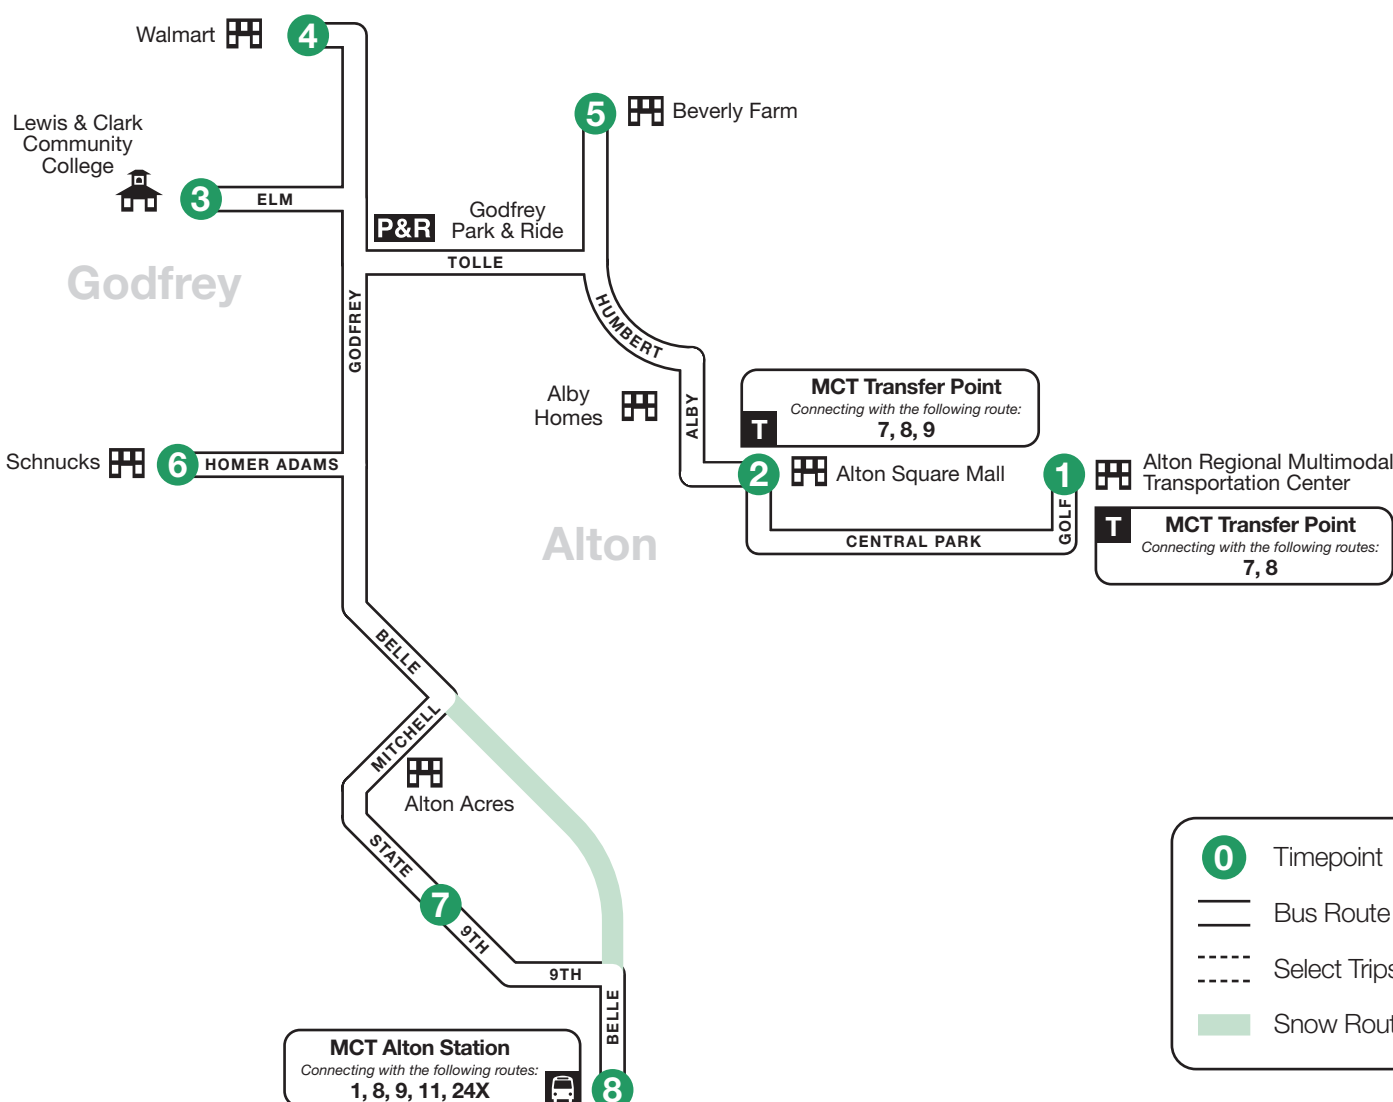 Walmart
4
5
Beverly Farm
Lewis & Clark
Community
College
3
ELM
P&R
Godfrey
Park & Ride
TOLLE
Godfrey
GODFREY
HUMBERT
Alby
Homes
ALBY
MCT Transfer Point
Connecting with the following route:
7, 8, 9
T
Schnucks
6
HOMER ADAMS
2
Alton Square Mall
1
Alton Regional Multimodal
Transportation Center
GOLF
T
MCT Transfer Point
Connecting with the following routes:
7, 8
Alton
CENTRAL PARK
BELLE
MITCHELL
Alton Acres
STATE
7
9TH
9TH
BELLE
MCT Alton Station
Connecting with the following routes:
1, 8, 9, 11, 24X
8
0
Timepoint
Bus Route
Select Trips
Snow Rout